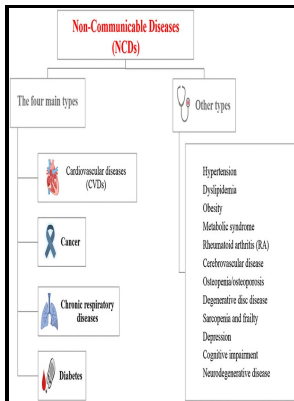 Non-Communicable Diseases
(NCDs)
The four main types
Other types
Cardiovascular diseases
(CVDs)
Cancer
Chronic respiratory
diseases
Diabetes
Hypertension
Dyslipidemia
Obesity
Metabolic syndrome
Rheumatoid arthritis (RA)
Cerebrovascular disease
Osteopenia/osteoporosis
Degenerative disc disease
Sarcopenia and frailty
Depression
Cognitive impairment
Neurodegenerative disease